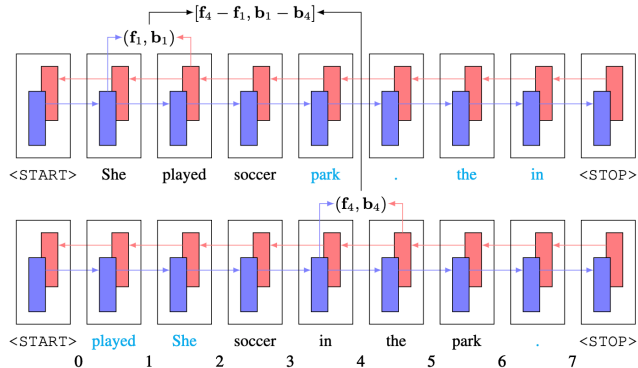 [f₄ − f₁, b₁ − b₄]
(f₁, b₁)
<START> She played soccer park . the in <STOP>
(f₄, b₄)
<START> played She soccer in the park . <STOP>
0 1 2 3 4 5 6 7